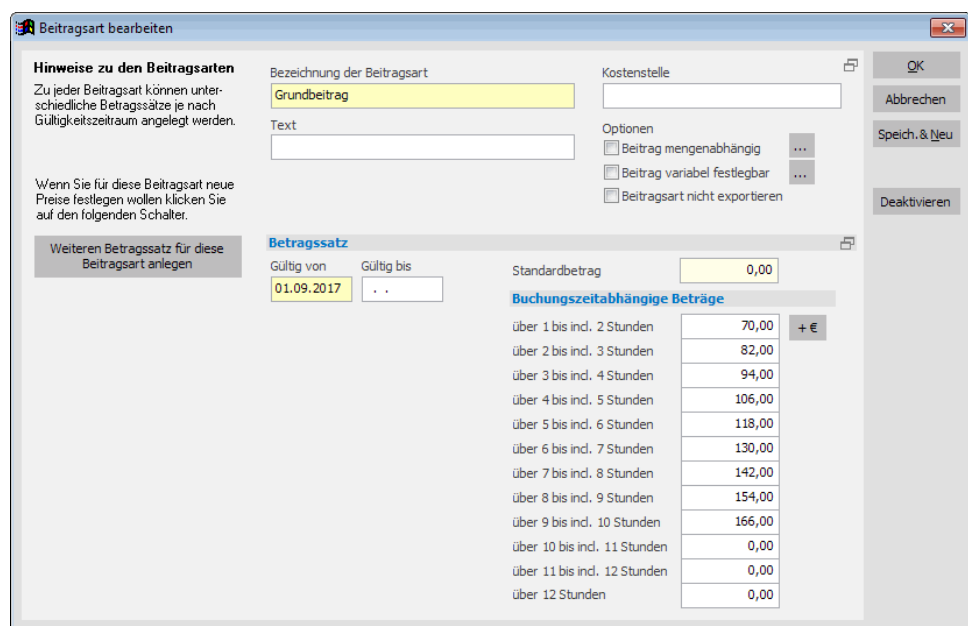 Beitragsart bearbeiten
Hinweise zu den Beitragsarten
Zu jeder Beitragsart können unter-
schiedliche Betragssätze je nach
Gültigkeitszeitraum angelegt werden.
Wenn Sie für diese Beitragsart neue
Preise festlegen wollen klicken Sie
auf den folgenden Schalter.
Weiteren Betragssatz für diese
Beitragsart anlegen
Bezeichnung der Beitragsart
Grundbeitrag
Text
Kostenstelle
Optionen
Beitrag mengenabhängig ...
Beitrag variabel festlegbar ...
Beitragsart nicht exportieren
OK
Abbrechen
Speich.& Neu
Deaktivieren
Betragssatz
Gültig von Gültig bis
01.09.2017 . .
Standardbetrag 0,00
Buchungszeitabhängige Beträge
über 1 bis incl. 2 Stunden 70,00 + €
über 2 bis incl. 3 Stunden 82,00
über 3 bis incl. 4 Stunden 94,00
über 4 bis incl. 5 Stunden 106,00
über 5 bis incl. 6 Stunden 118,00
über 6 bis incl. 7 Stunden 130,00
über 7 bis incl. 8 Stunden 142,00
über 8 bis incl. 9 Stunden 154,00
über 9 bis incl. 10 Stunden 166,00
über 10 bis incl. 11 Stunden 0,00
über 11 bis incl. 12 Stunden 0,00
über 12 Stunden 0,00